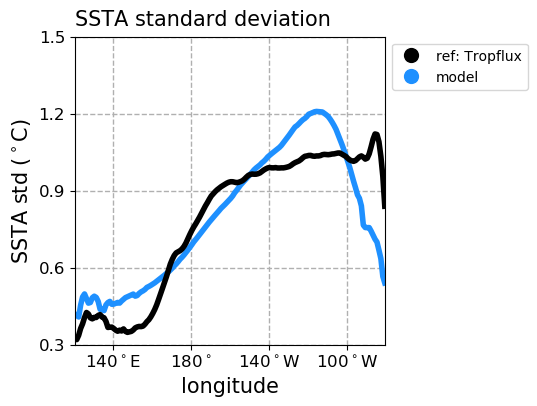 SSTA standard deviation
1.5
1.2
0.9
0.6
0.3
SSTA std (°C)
140°E
180°
140°W
100°W
longitude
ref: Tropflux
model